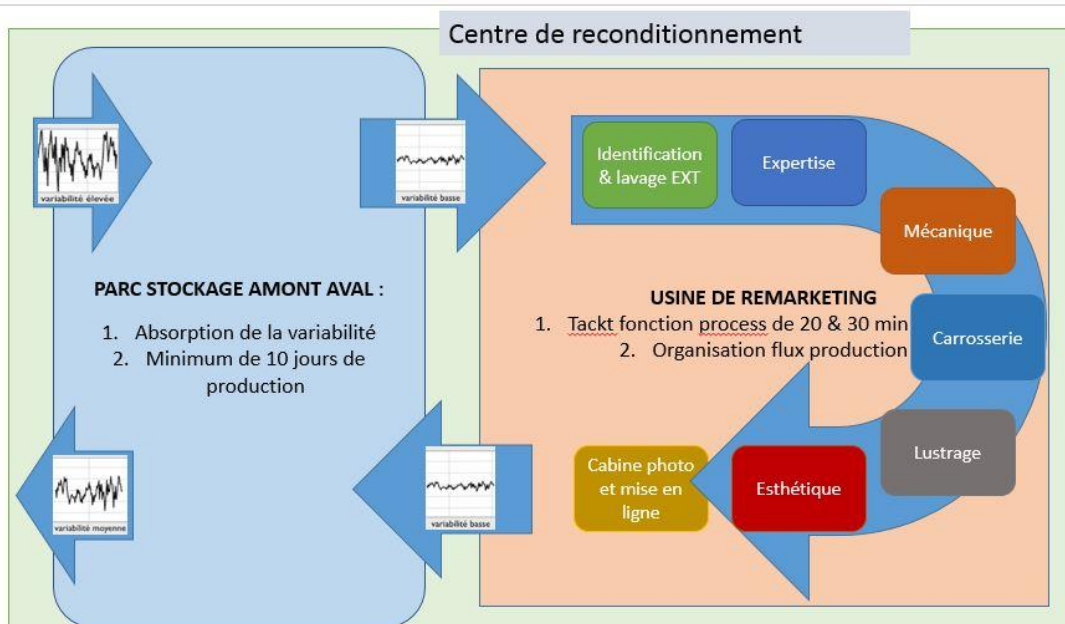 Centre de reconditionnement
variabilité élevée
variabilité basse
PARC STOCKAGE AMONT AVAL :
1. Absorption de la variabilité
2. Minimum de 10 jours de
production
variabilité moyenne
variabilité basse
Identification
& lavage EXT
Expertise
Mécanique
USINE DE REMARKETING
1. Tackt fonction process de 20 & 30 min
2. Organisation flux production
Carrosserie
Lustrage
Esthétique
Cabine photo
et mise en
ligne